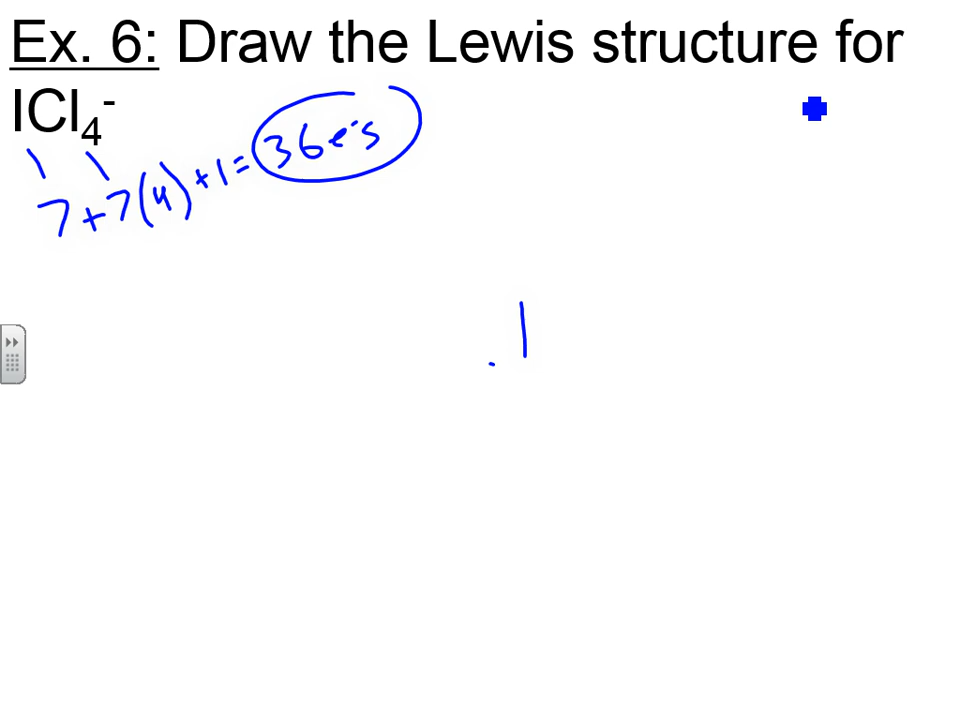 Ex. 6: Draw the Lewis structure for
ICl₄⁻
7+7(4)+1=36e⁻s
I